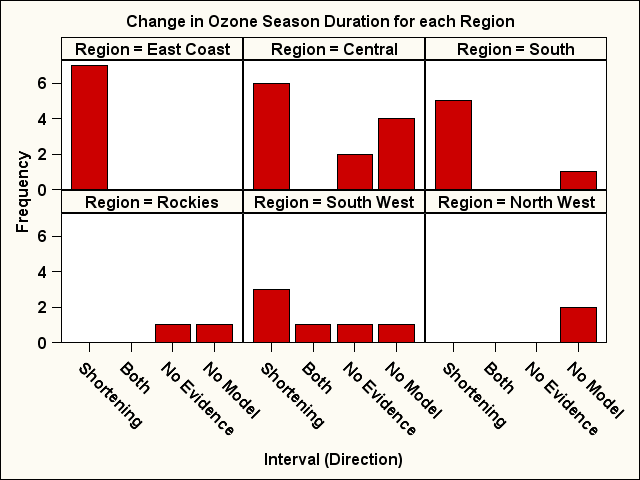 Change in Ozone Season Duration for each Region
Region = East Coast
Region = Central
Region = South
6
4
2
0
Region = Rockies
Region = South West
Region = North West
6
4
2
0
Frequency
Shortening
Both
No Evidence
No Model
Shortening
Both
No Evidence
No Model
Shortening
Both
No Evidence
No Model
Interval (Direction)